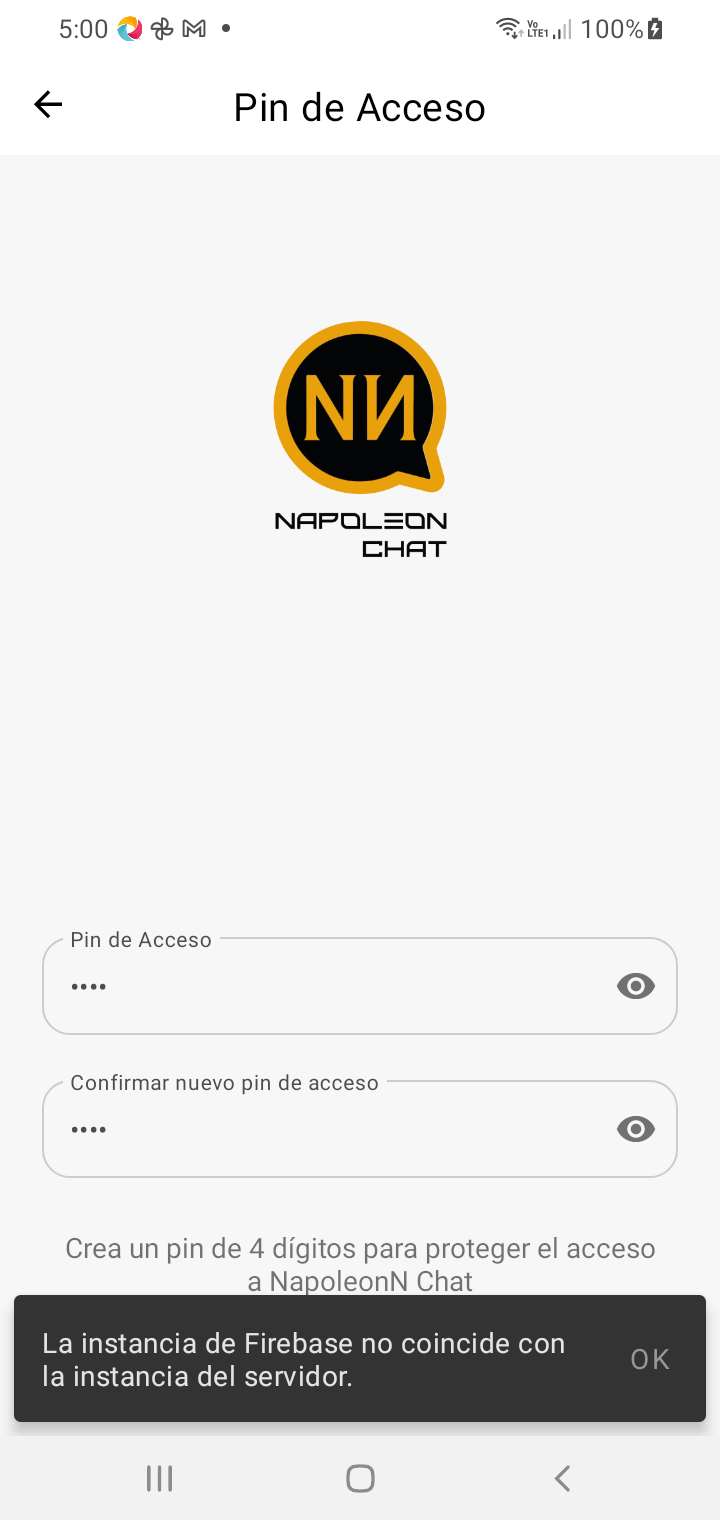 5:00
Vo
LTE1
100%
Pin de Acceso
NN
NAPOLEON
CHAT
Pin de Acceso
••••
Confirmar nuevo pin de acceso
••••
Crea un pin de 4 dígitos para proteger el acceso
a NapoleonN Chat
La instancia de Firebase no coincide con
la instancia del servidor.
OK